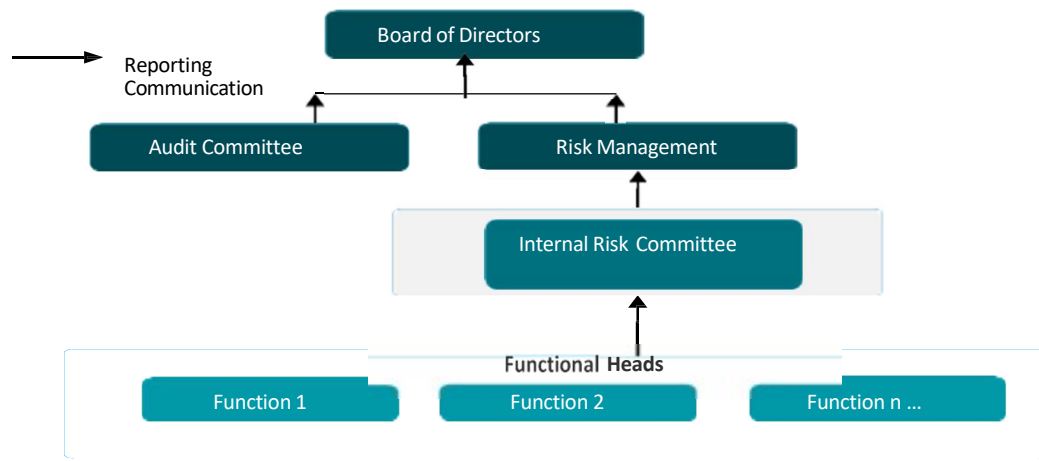 Board of Directors
Reporting
Communication
Audit Committee
Risk Management
Internal Risk Committee
Functional Heads
Function 1
Function 2
Function n ...